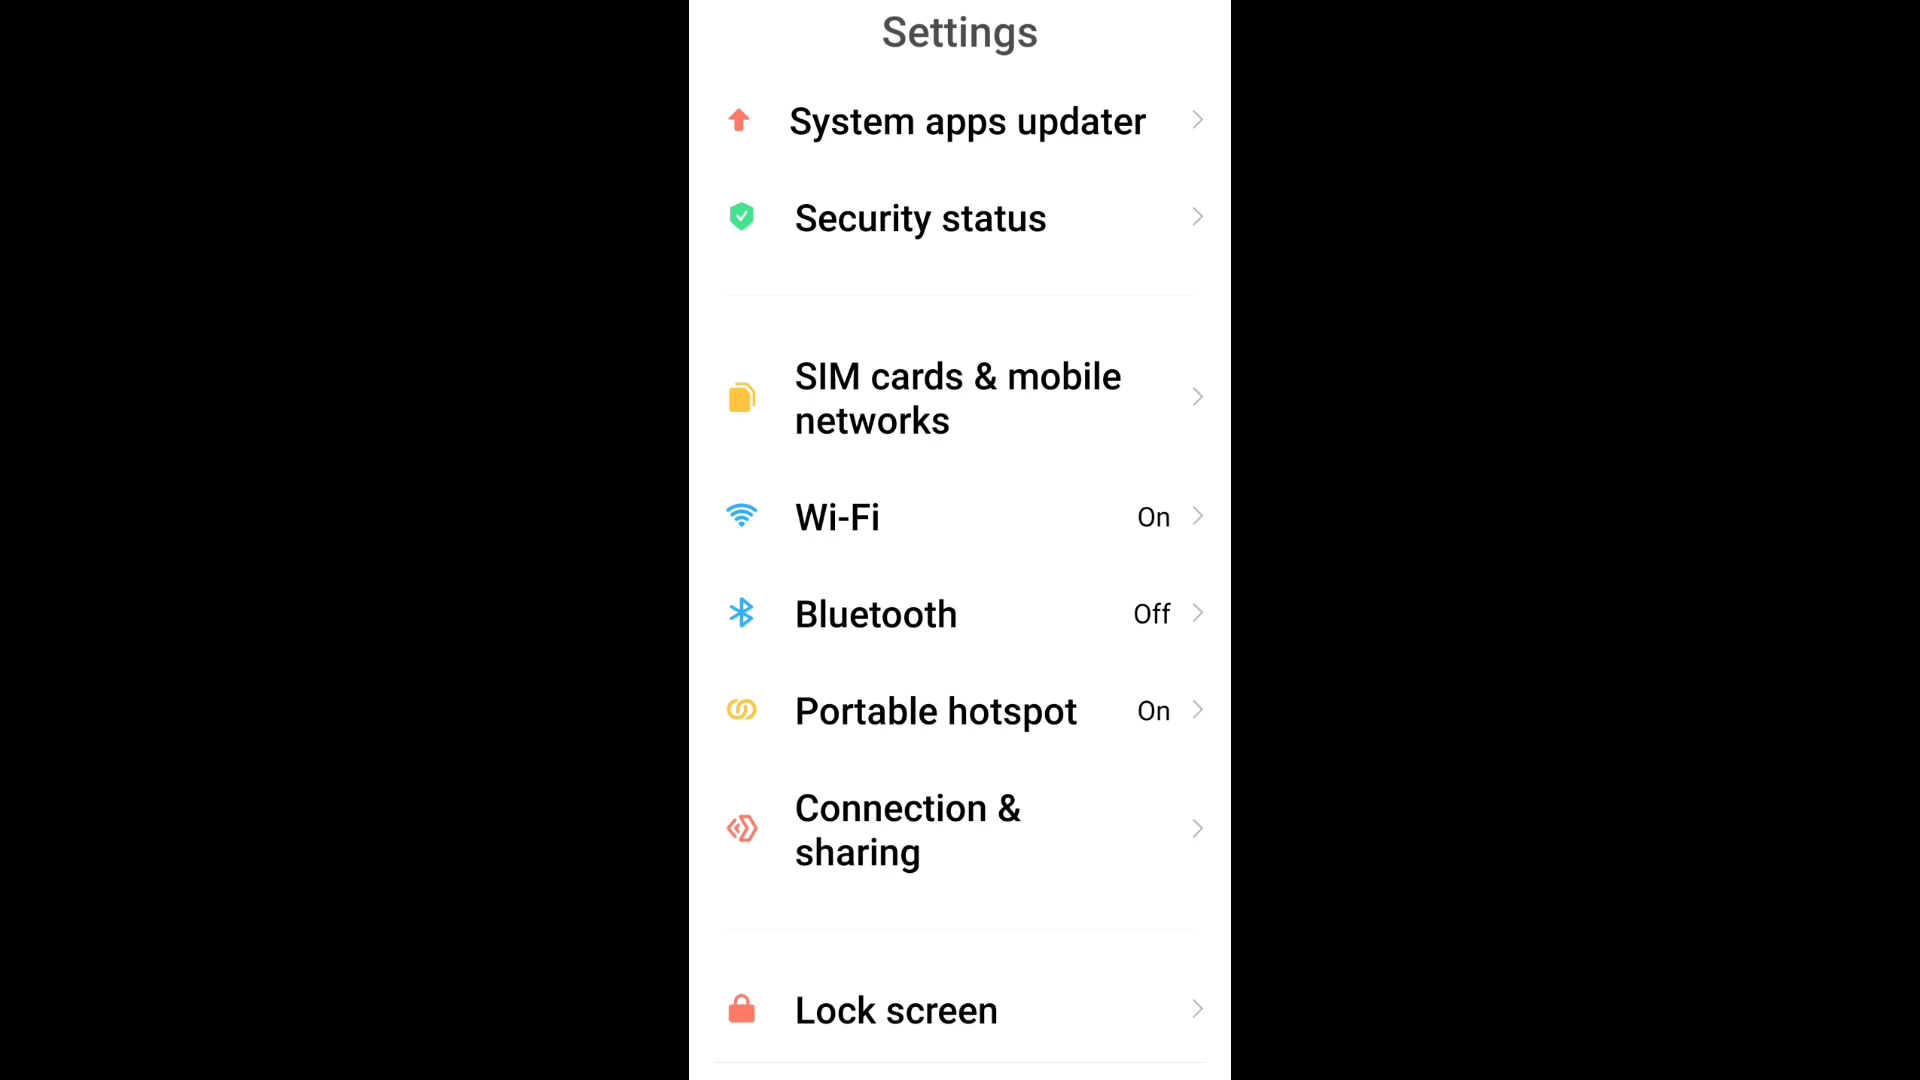 Settings
System apps updater
Security status
SIM cards & mobile
networks
Wi-Fi On
Bluetooth Off
Portable hotspot On
Connection &
sharing
Lock screen